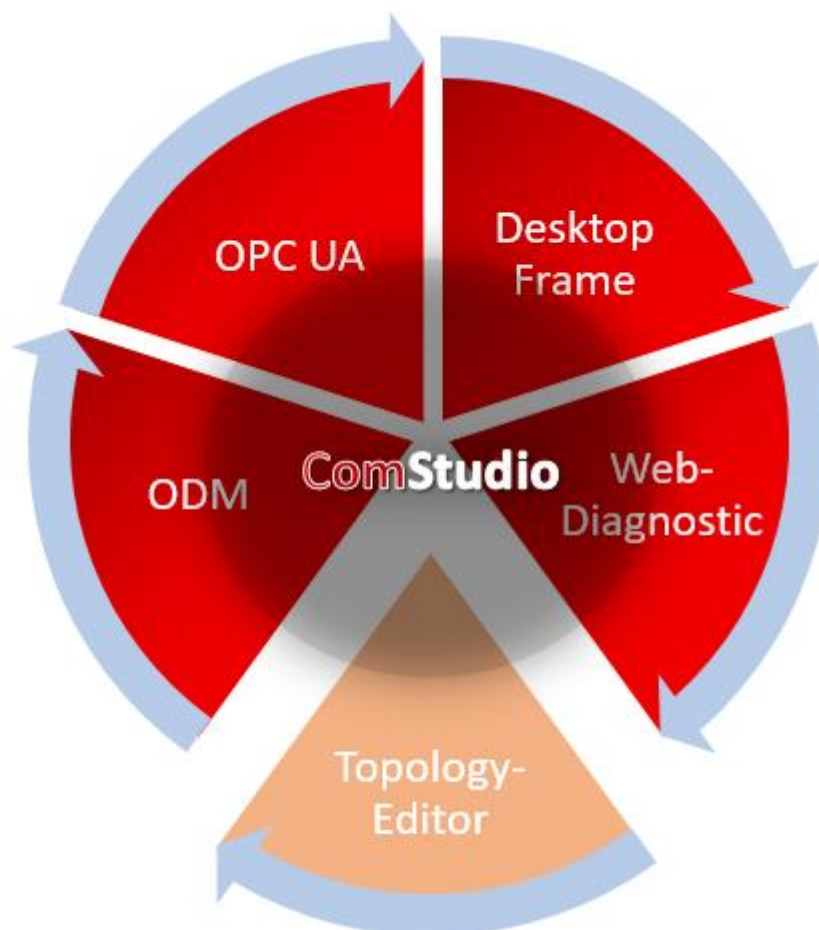 OPC UA
Desktop
Frame
ODM
ComStudio
Web-
Diagnostic
Topology-
Editor